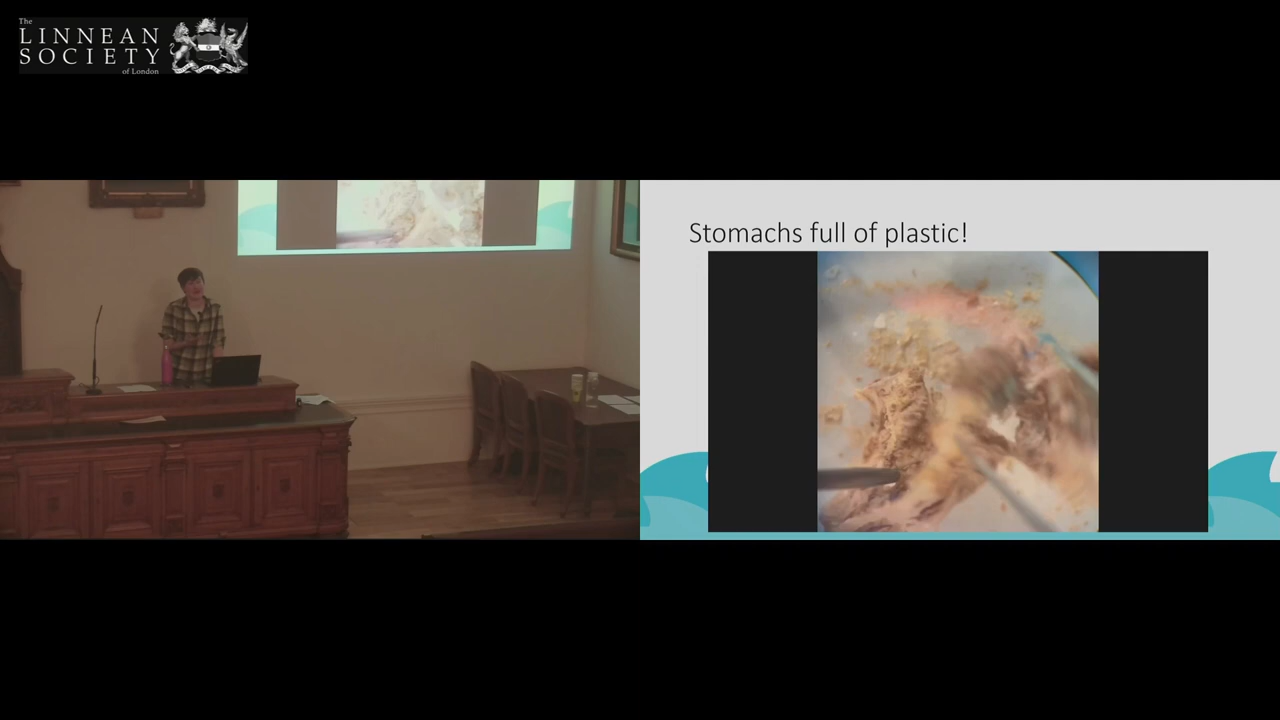 The
LINNEAN
SOCIETY
of London
Stomachs full of plastic!